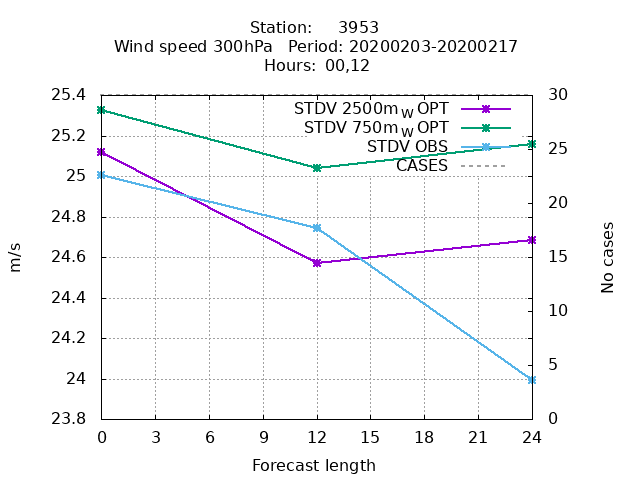 Station: 3953
Wind speed 300hPa Period: 20200203-20200217
Hours: 00,12
25.4
25.2
25
24.8
24.6
24.4
24.2
24
23.8
m/s
STDV 2500m_W OPT
STDV 750m_W OPT
STDV OBS
CASES
30
25
20
15
10
5
0
No cases
0 3 6 9 12 15 18 21 24
Forecast length